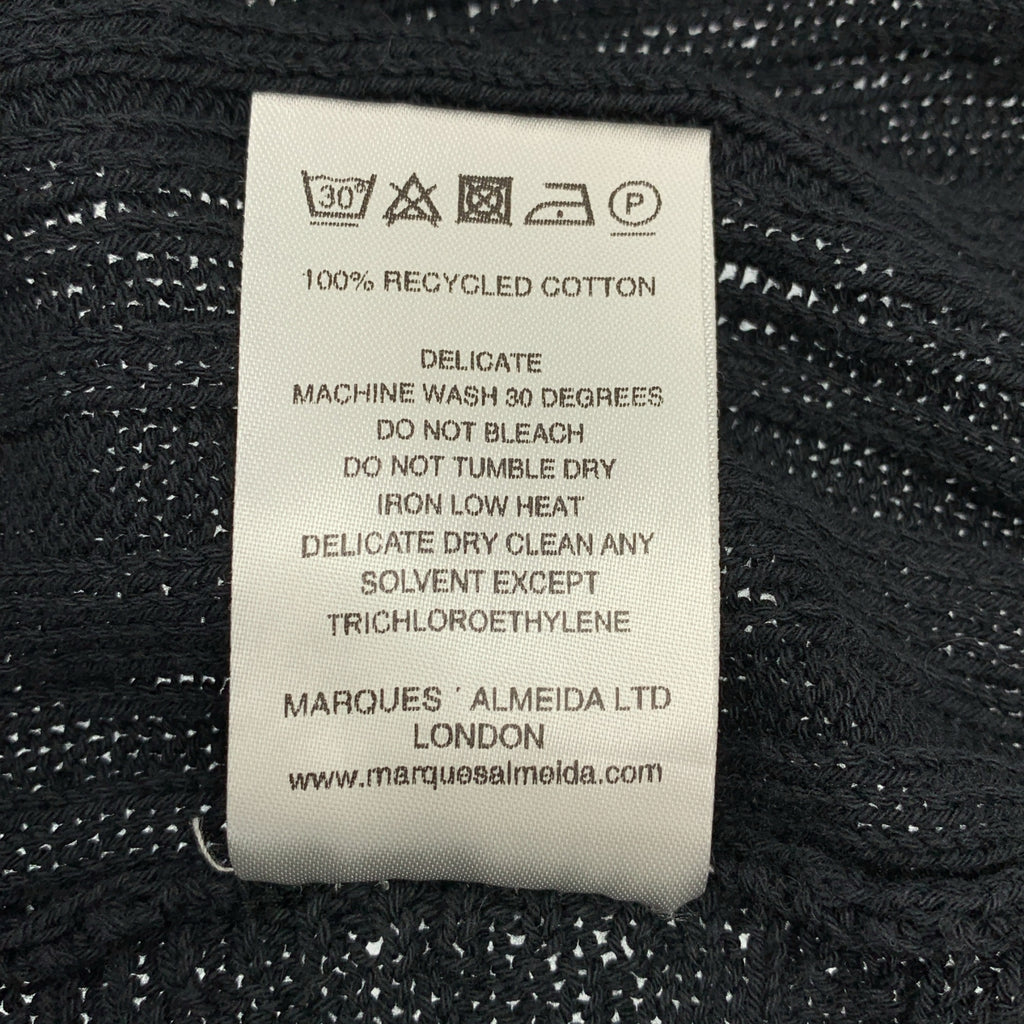 30°
P
100% RECYCLED COTTON
DELICATE
MACHINE WASH 30 DEGREES
DO NOT BLEACH
DO NOT TUMBLE DRY
IRON LOW HEAT
DELICATE DRY CLEAN ANY
SOLVENT EXCEPT
TRICHLOROETHYLENE
MARQUES ´ ALMEIDA LTD
LONDON
www.marquesalmeida.com